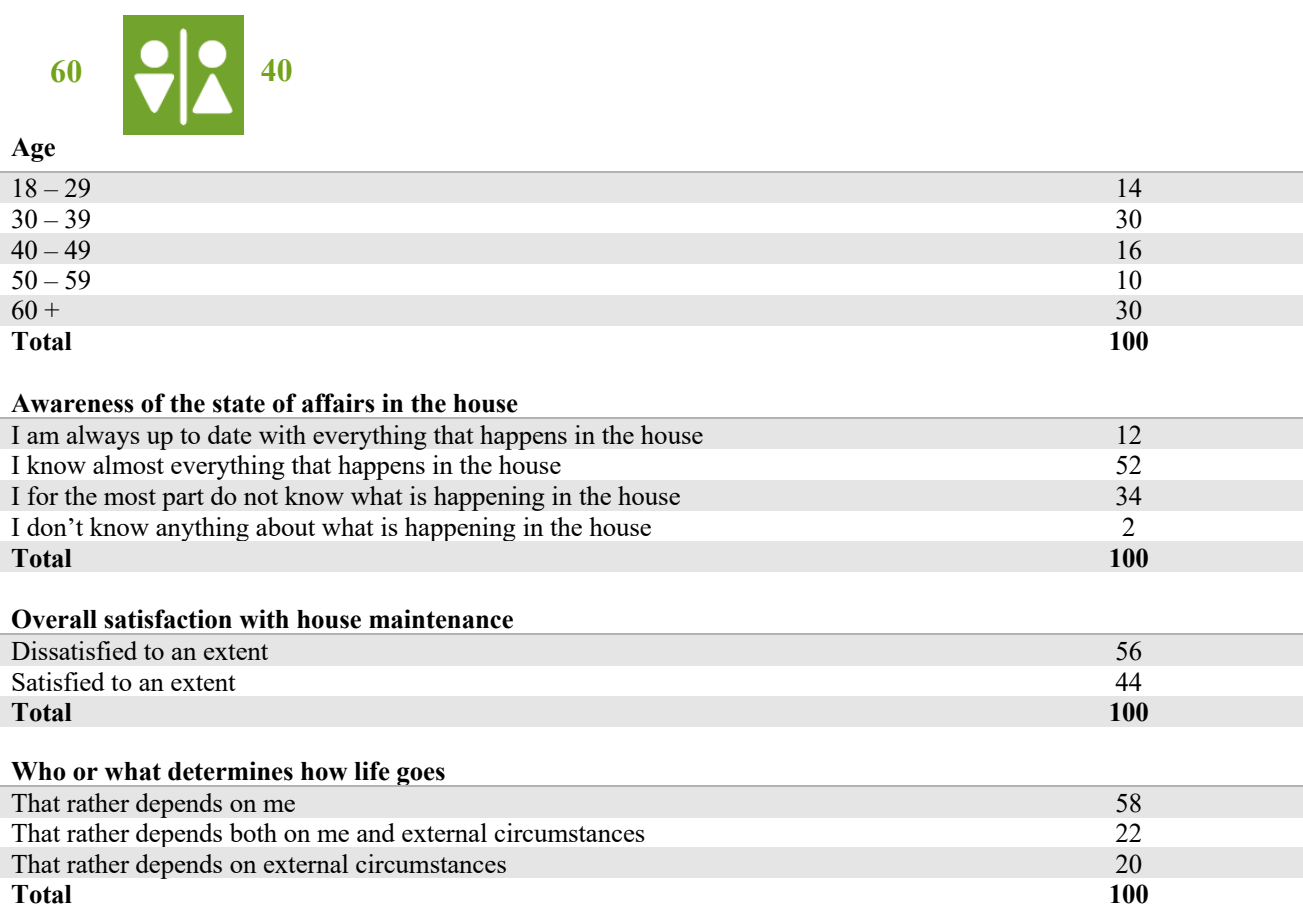 60 40
Age
18 – 29 14
30 – 39 30
40 – 49 16
50 – 59 10
60 + 30
Total 100
Awareness of the state of affairs in the house
I am always up to date with everything that happens in the house 12
I know almost everything that happens in the house 52
I for the most part do not know what is happening in the house 34
I don’t know anything about what is happening in the house 2
Total 100
Overall satisfaction with house maintenance
Dissatisfied to an extent 56
Satisfied to an extent 44
Total 100
Who or what determines how life goes
That rather depends on me 58
That rather depends both on me and external circumstances 22
That rather depends on external circumstances 20
Total 100